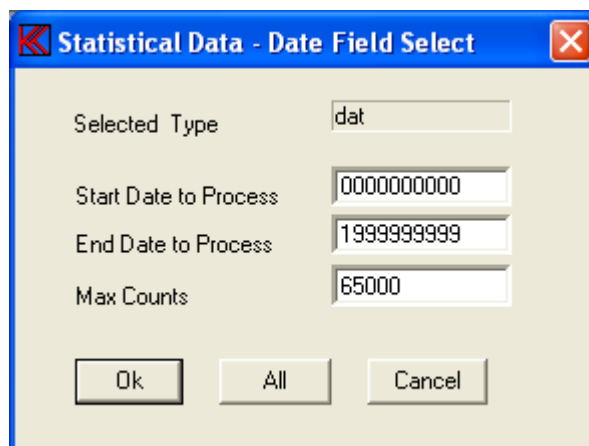 Statistical Data - Date Field Select
Selected Type dat
Start Date to Process 0000000000
End Date to Process 1999999999
Max Counts 65000
Ok All Cancel